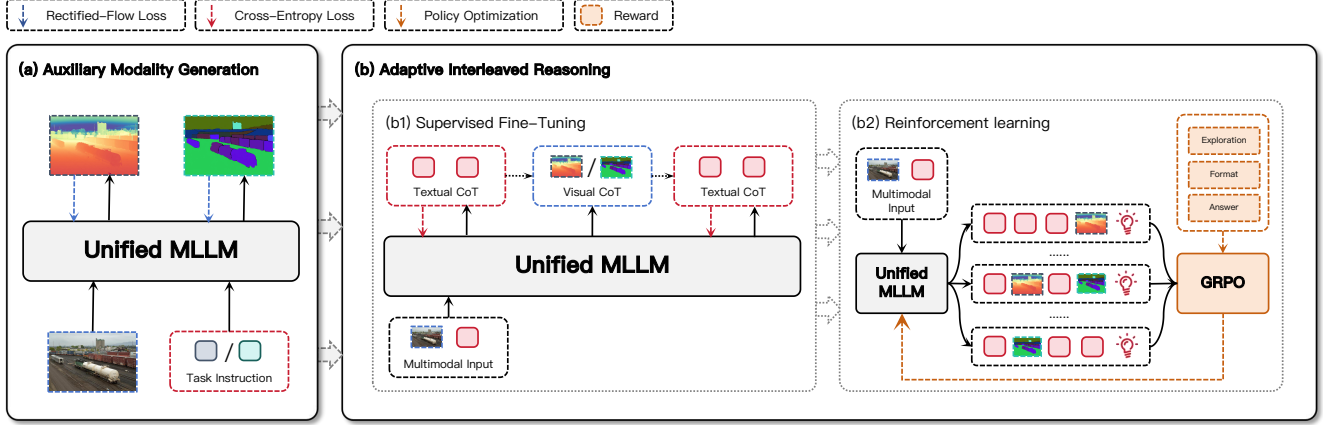 Rectified-Flow Loss
Cross-Entropy Loss
Policy Optimization
Reward
(a) Auxiliary Modality Generation
Unified MLLM
/
Task Instruction
(b) Adaptive Interleaved Reasoning
(b1) Supervised Fine-Tuning
Textual CoT
/
Visual CoT
Textual CoT
Unified MLLM
Multimodal Input
(b2) Reinforcement learning
Multimodal
Input
Unified
MLLM
......
......
Exploration
Format
Answer
GRPO